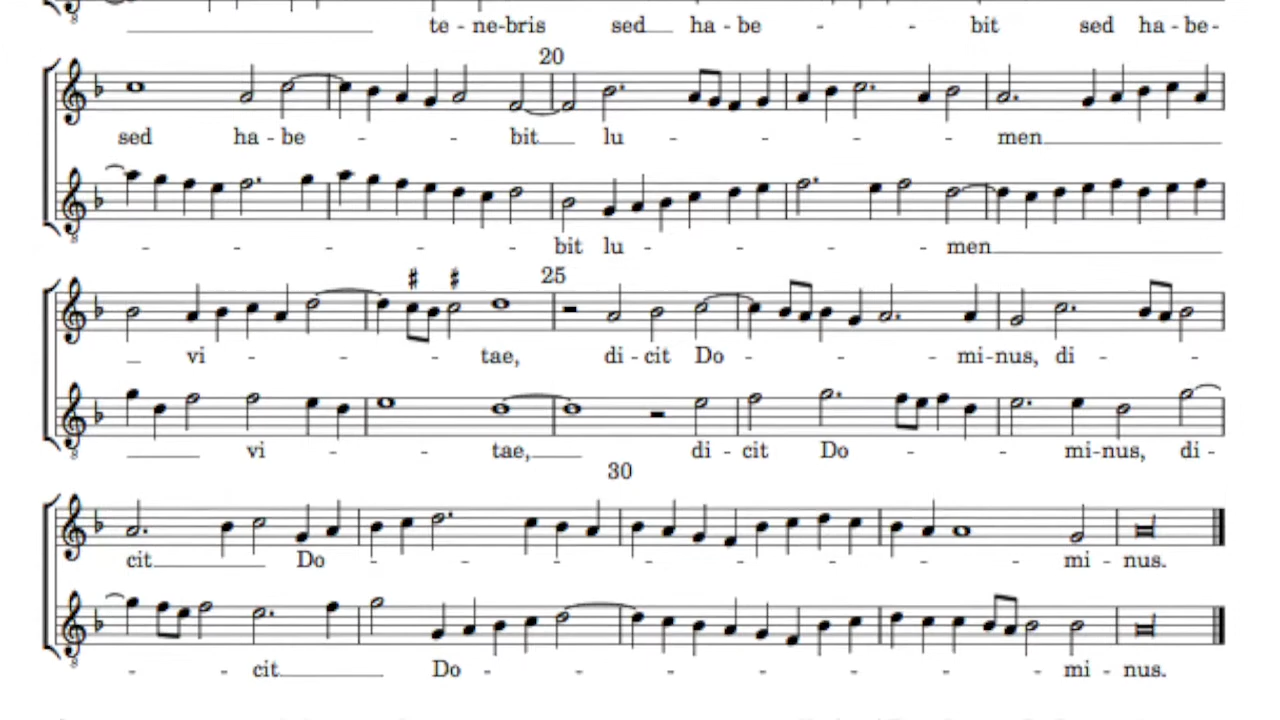 te - ne-bris sed ha - be - - bit sed ha - be -
20
sed ha - be - - bit lu - - - - men
- - - - - bit lu - - - men
25
vi - - - tae, di - cit Do - - mi-nus, di - -
vi - - tae, di - cit Do - - - mi-nus, di -
30
cit Do - - - - - - - - mi - nus.
- - cit Do - - - - - - mi - nus.